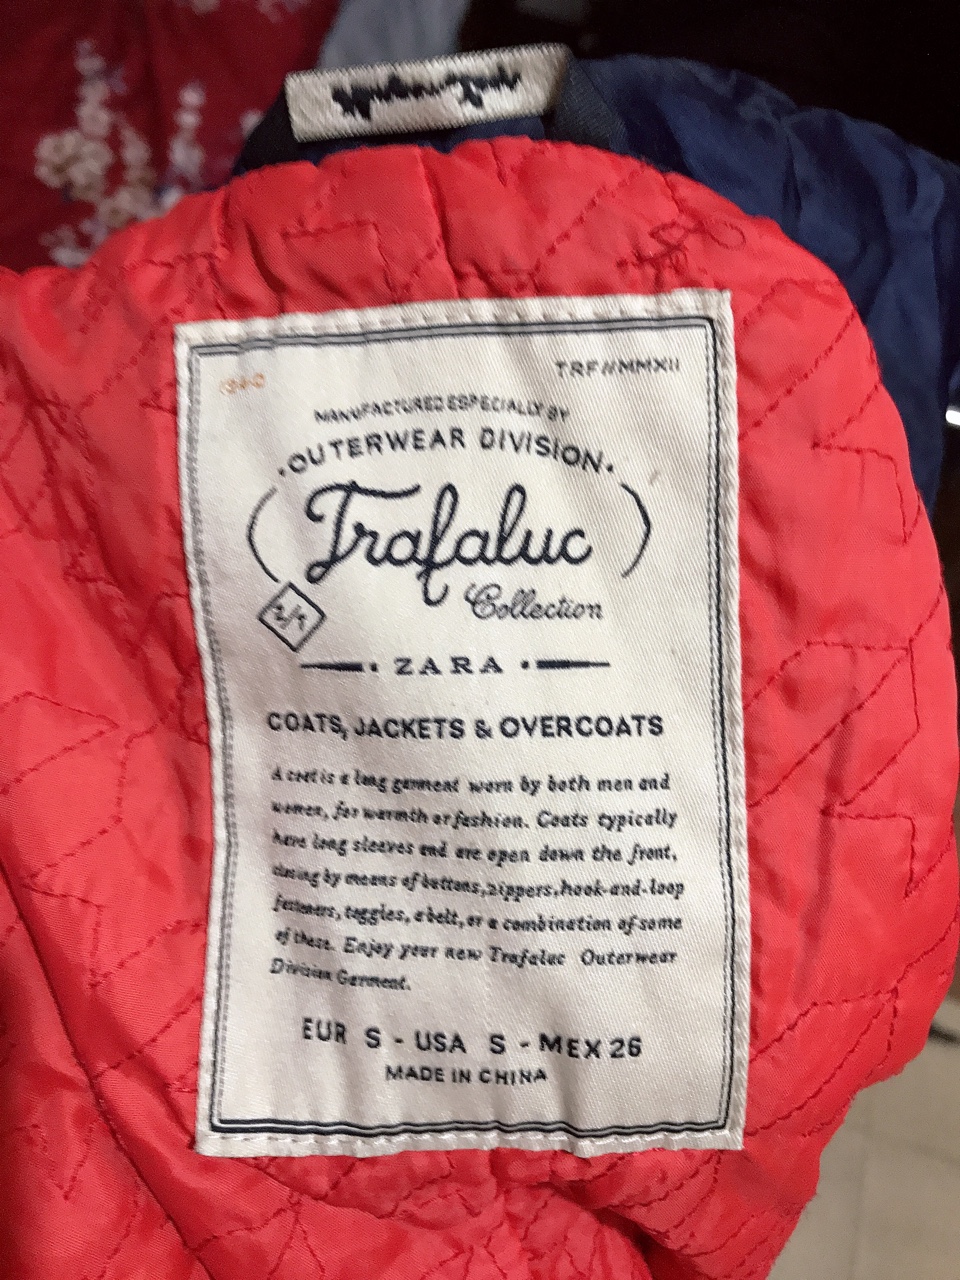 TRF//MMXII
MANUFACTURED ESPECIALLY BY
·OUTERWEAR DIVISION·
Trafaluc
Collection
· ZARA ·
COATS, JACKETS & OVERCOATS
A coat is a long garment worn by both men and
women, for warmth or fashion. Coats typically
have long sleeves and are open down the front,
closing by means of buttons, zippers, hook-and-loop
fasteners, toggles, a belt, or a combination of some
of these. Enjoy your new Trafaluc Outerwear
Division Garment.
EUR S - USA S - MEX 26
MADE IN CHINA